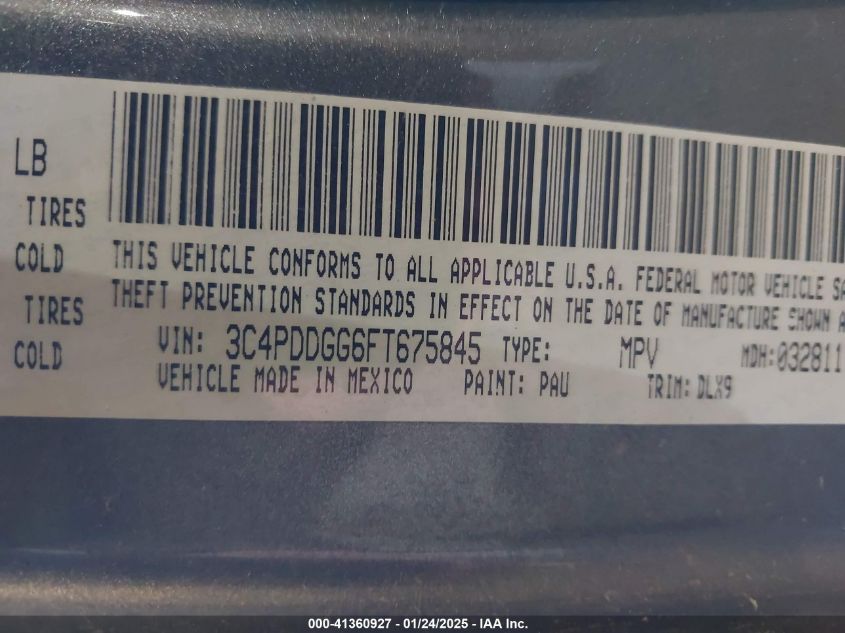 LB
TIRES
COLD
TIRES
COLD
THIS VEHICLE CONFORMS TO ALL APPLICABLE U.S.A. FEDERAL MOTOR VEHICLE SA
THEFT PREVENTION STANDARDS IN EFFECT ON THE DATE OF MANUFACTURE SHOWN A
VIN: 3C4PDDGG6FT675845 TYPE: MPV MDH:032811
VEHICLE MADE IN MEXICO PAINT: PAU TRIM: DLX9
000-41360927 - 01/24/2025 - IAA Inc.